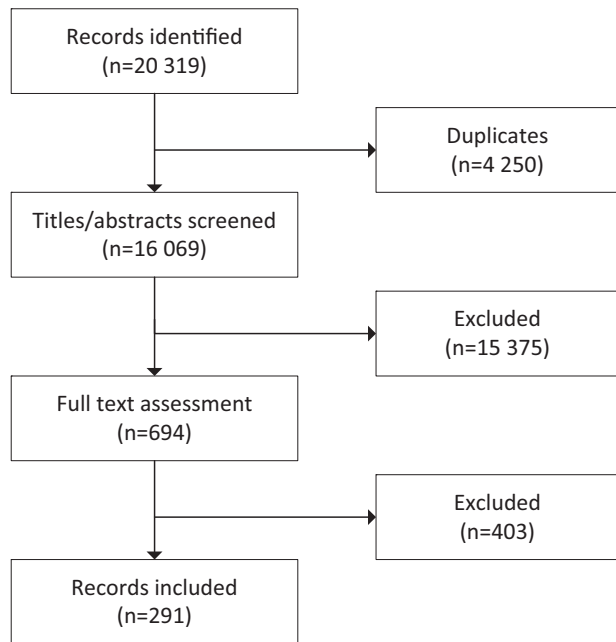 Records identified
(n=20 319)
Duplicates
(n=4 250)
Titles/abstracts screened
(n=16 069)
Excluded
(n=15 375)
Full text assessment
(n=694)
Excluded
(n=403)
Records included
(n=291)